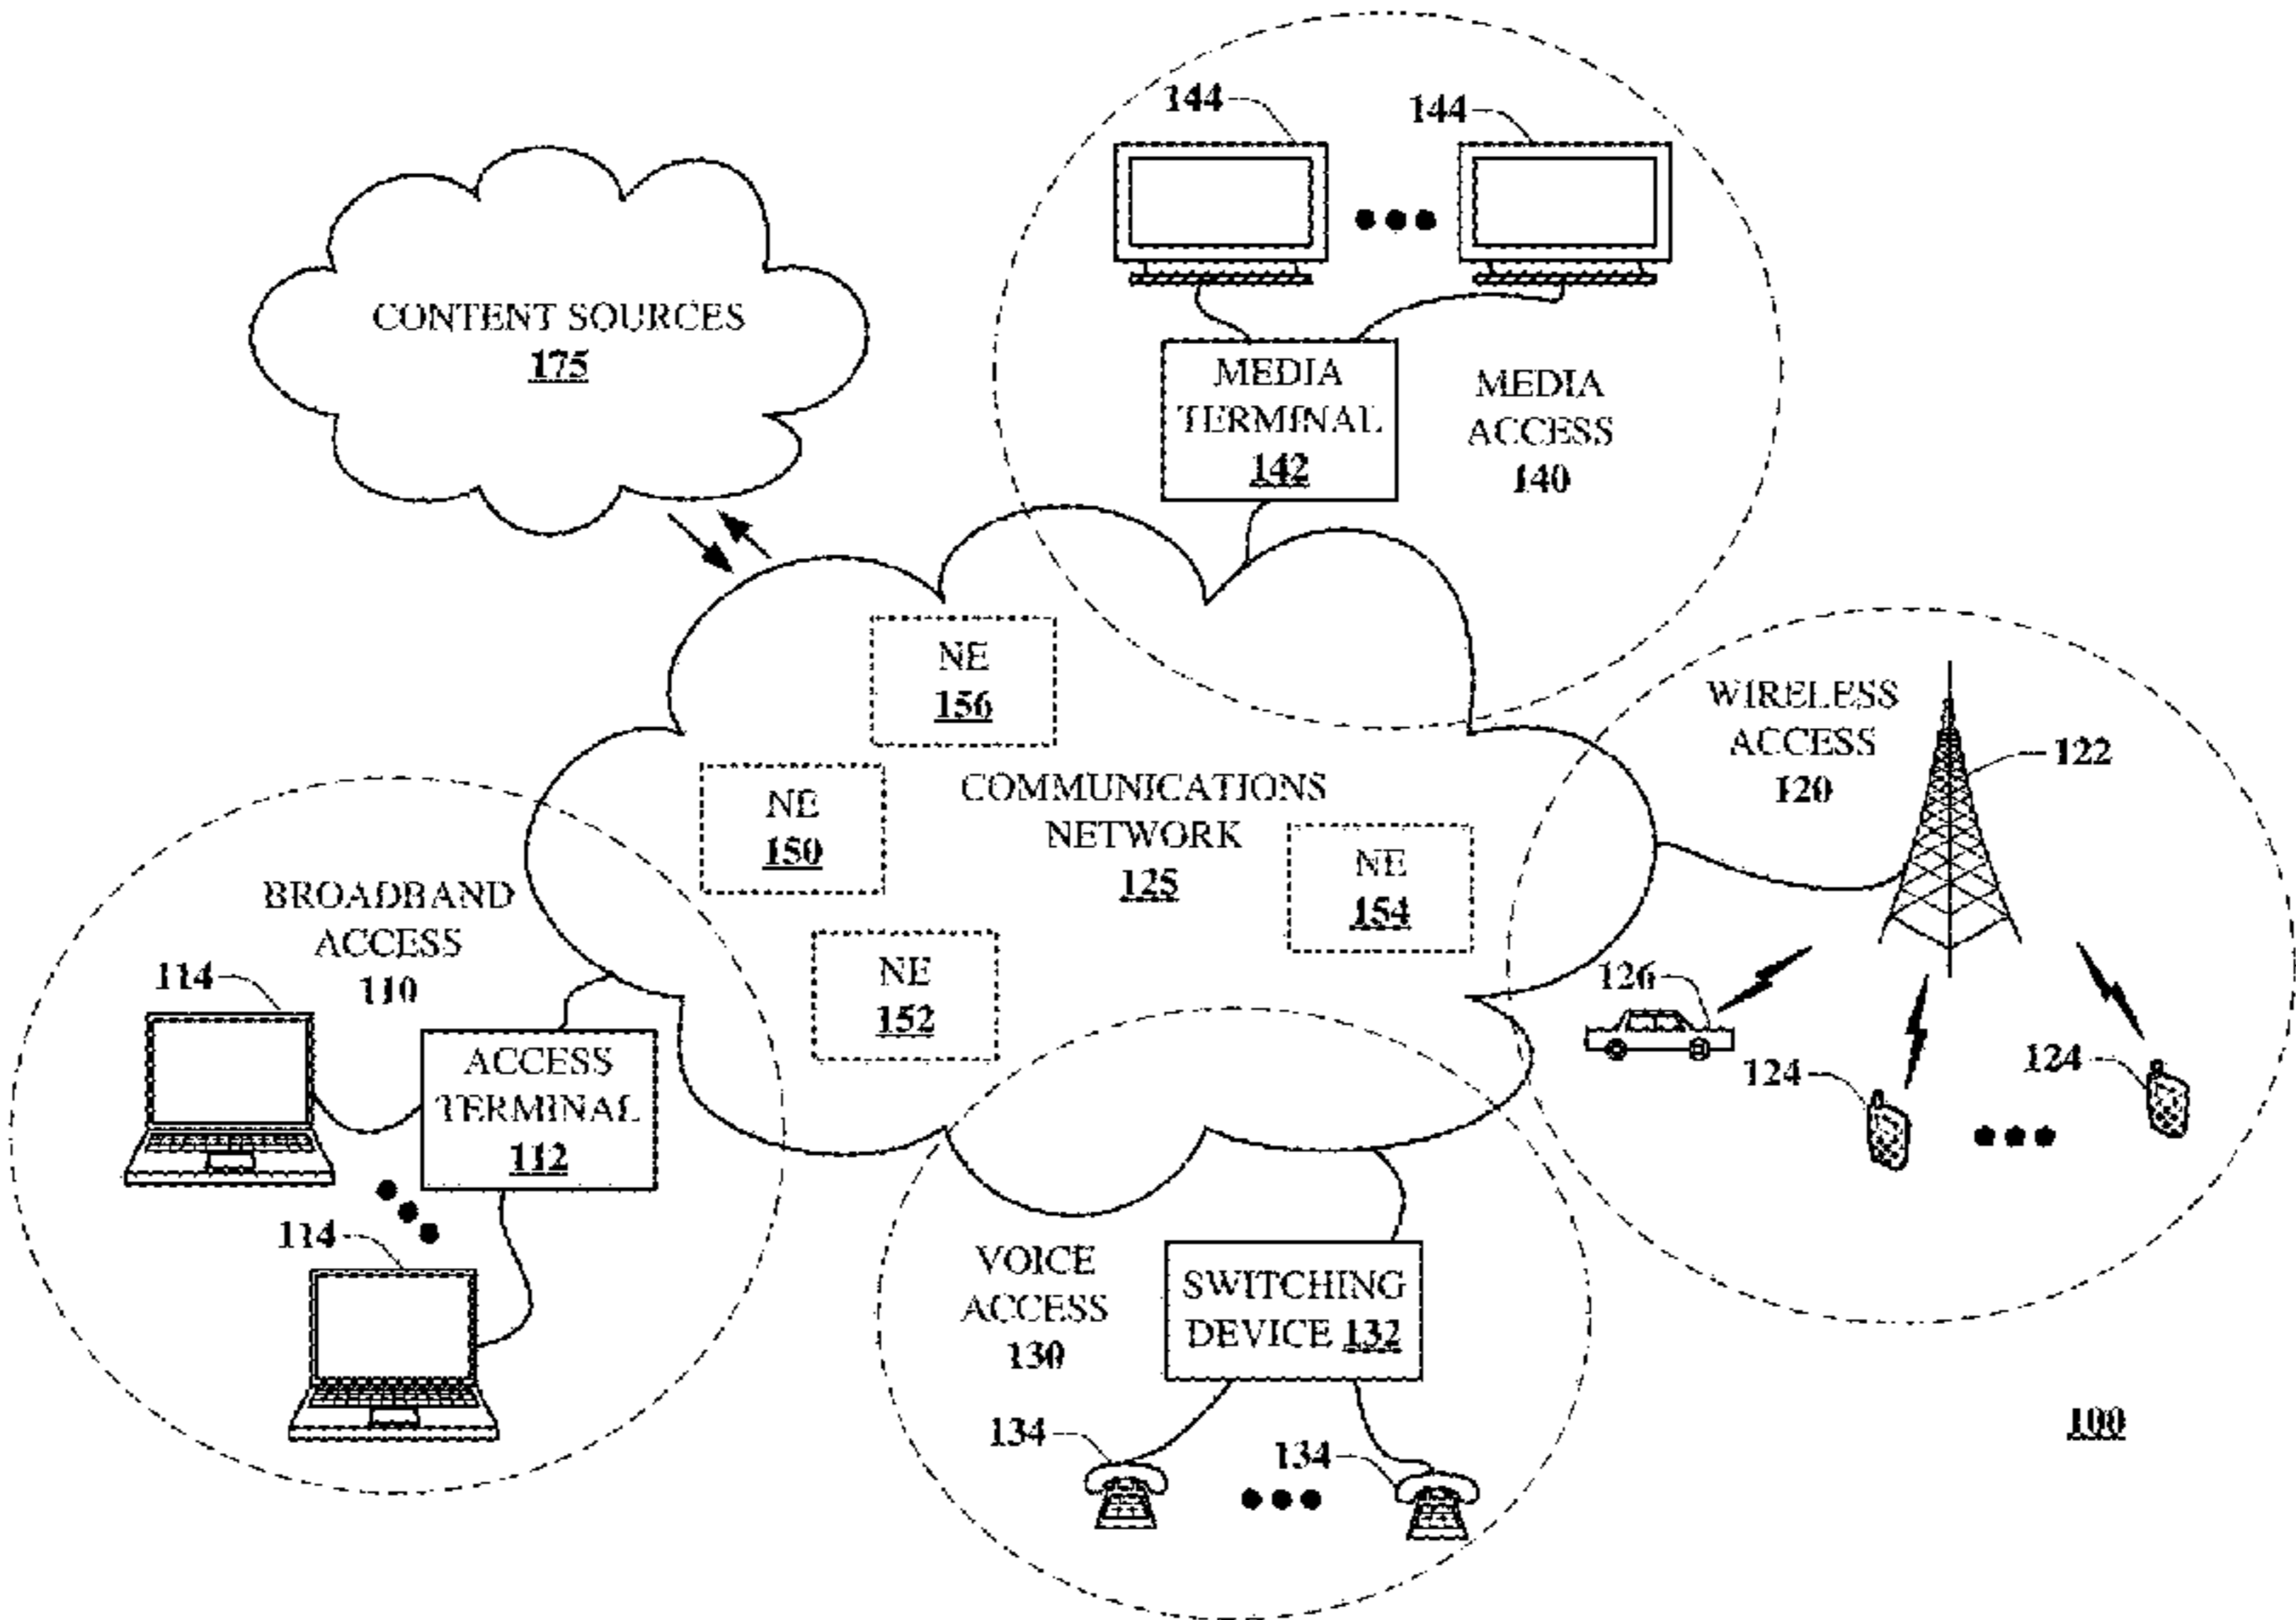 144
144
CONTENT SOURCES
175
MEDIA
TERMINAL
142
MEDIA
ACCESS
140
NE
156
WIRELESS
ACCESS
120
122
NE
150
COMMUNICATIONS
NETWORK
125
NE
154
BROADBAND
ACCESS
110
114
NE
152
126
124
124
ACCESS
TERMINAL
112
114
VOICE
ACCESS
130
SWITCHING
DEVICE 132
134
134
100